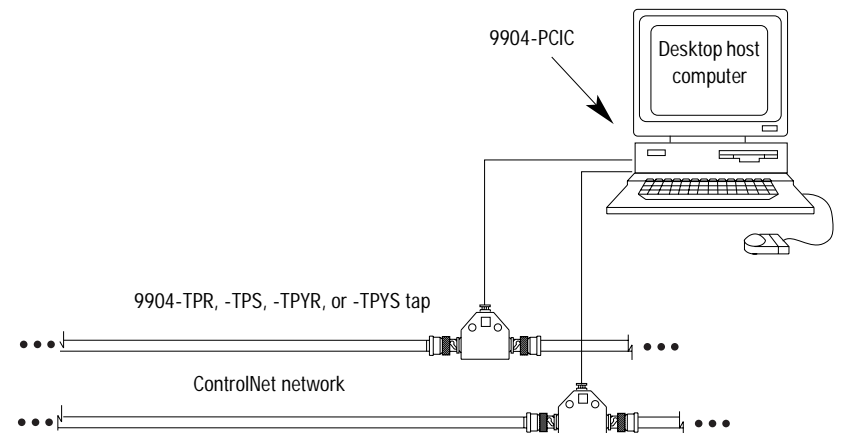 9904-PCIC
Desktop host
computer
9904-TPR, -TPS, -TPYR, or -TPYS tap
ControlNet network